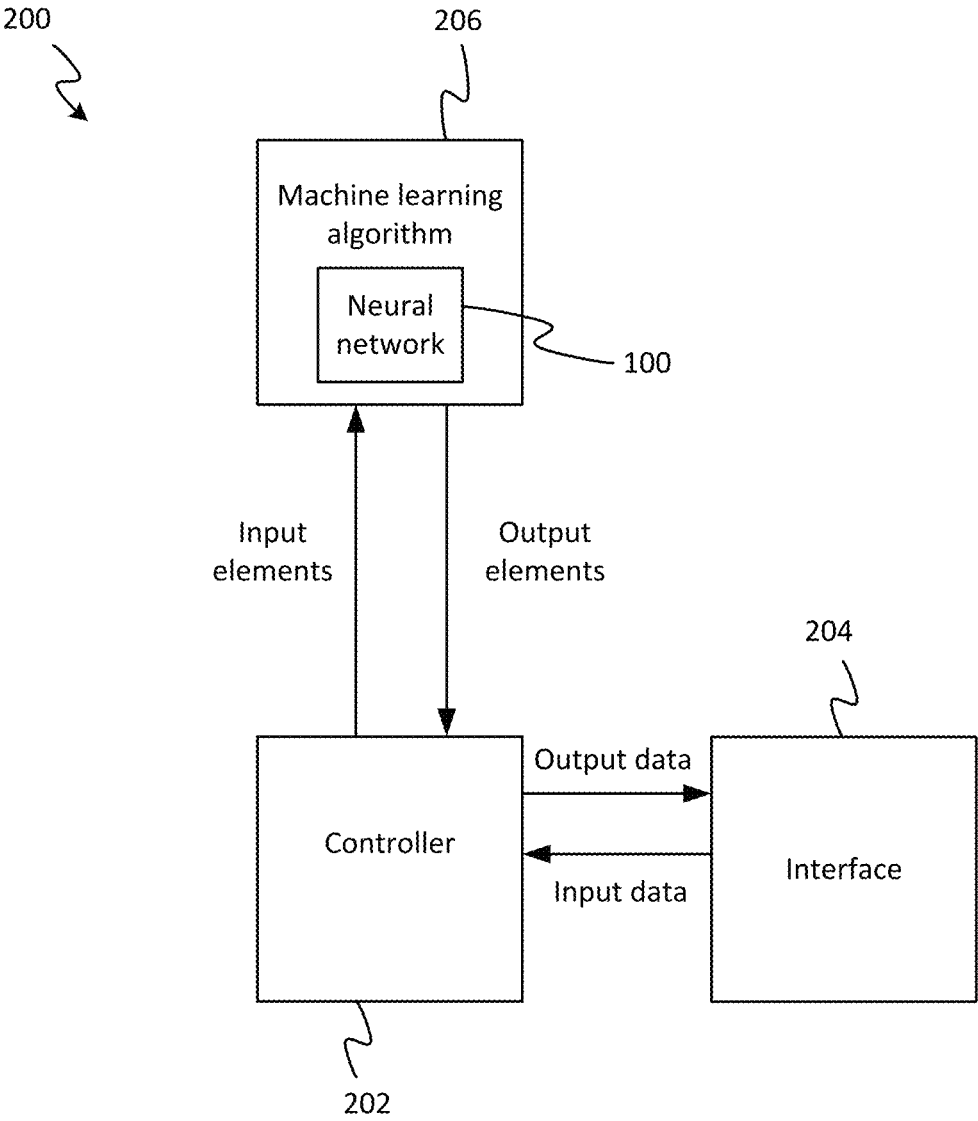 200
206
Machine learning
algorithm
Neural
network
100
Input
elements
Output
elements
204
Output data
Controller
Interface
Input data
202